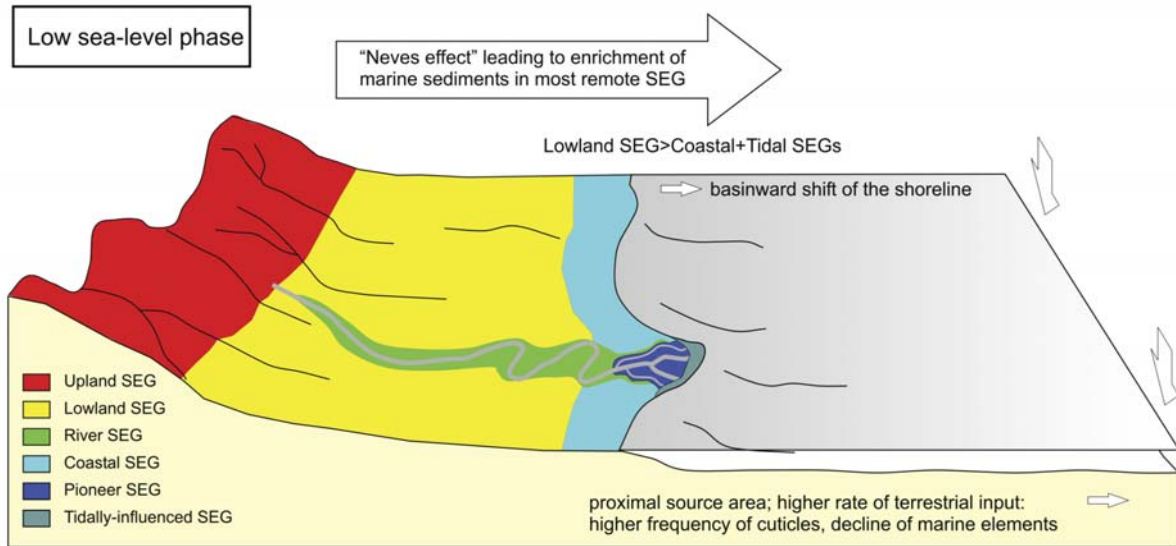 Low sea-level phase
“Neves effect” leading to enrichment of
marine sediments in most remote SEG
Lowland SEG>Coastal+Tidal SEGs
basinward shift of the shoreline
Upland SEG
Lowland SEG
River SEG
Coastal SEG
Pioneer SEG
Tidally-influenced SEG
proximal source area; higher rate of terrestrial input:
higher frequency of cuticles, decline of marine elements